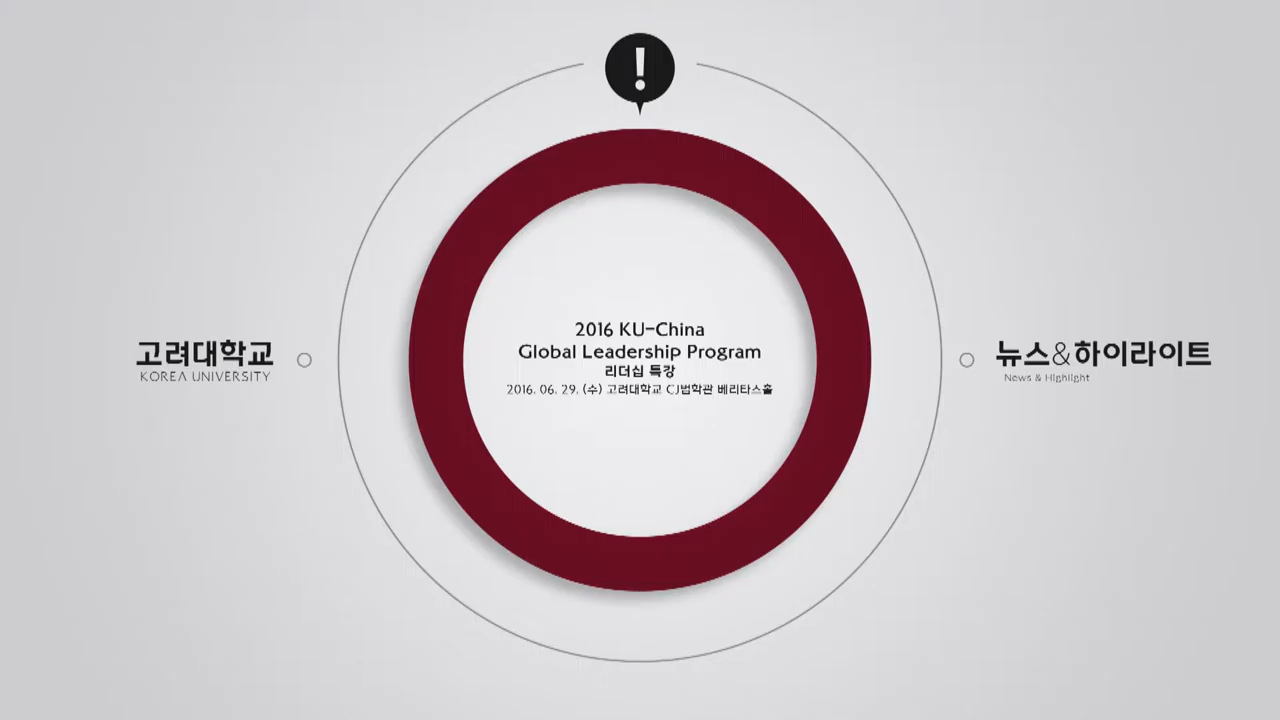 !
2016 KU-China
Global Leadership Program
리더십 특강
2016. 06. 29. (수) 고려대학교 CJ법학관 베리타스홀
고려대학교
KOREA UNIVERSITY
뉴스&하이라이트
News & Highlight